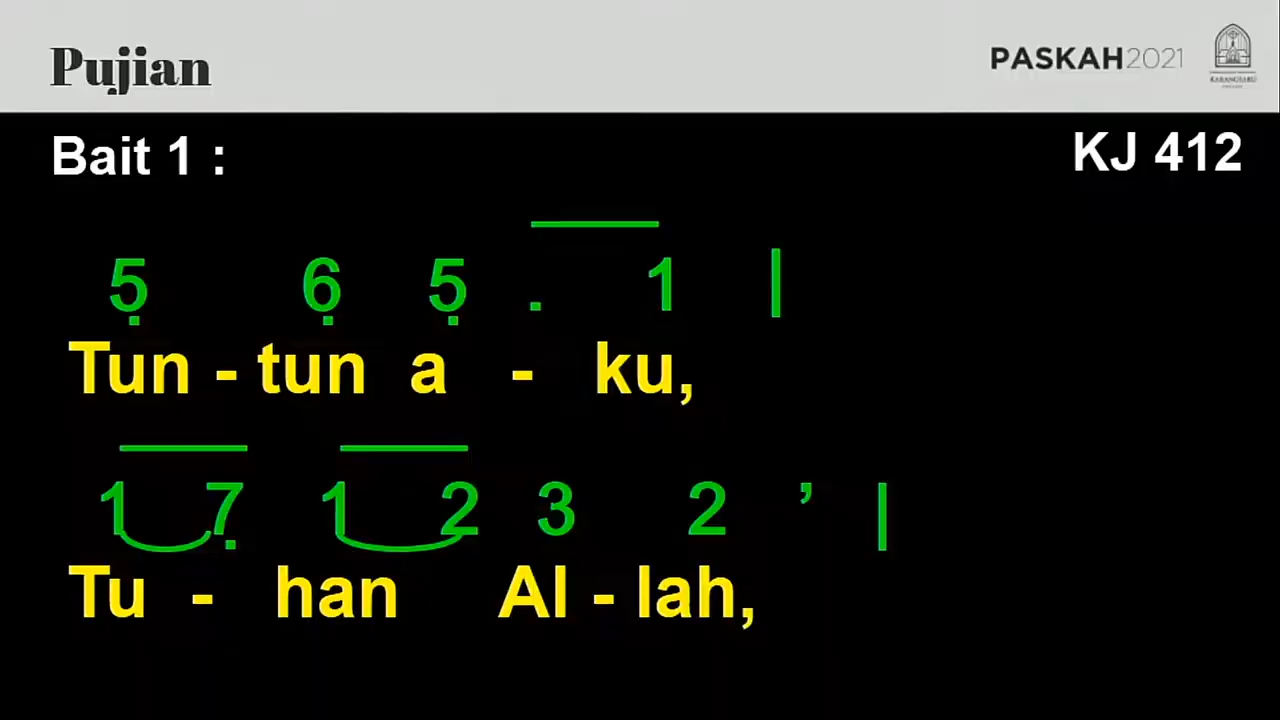 Pujian
PASKAH2021
KARANGSARU
Bait 1 :
KJ 412
5̣ 6̣ 5̣ . 1 |
Tun - tun a - ku,
1 7̣ 1 2 3 2 ’ |
Tu - han Al - lah,